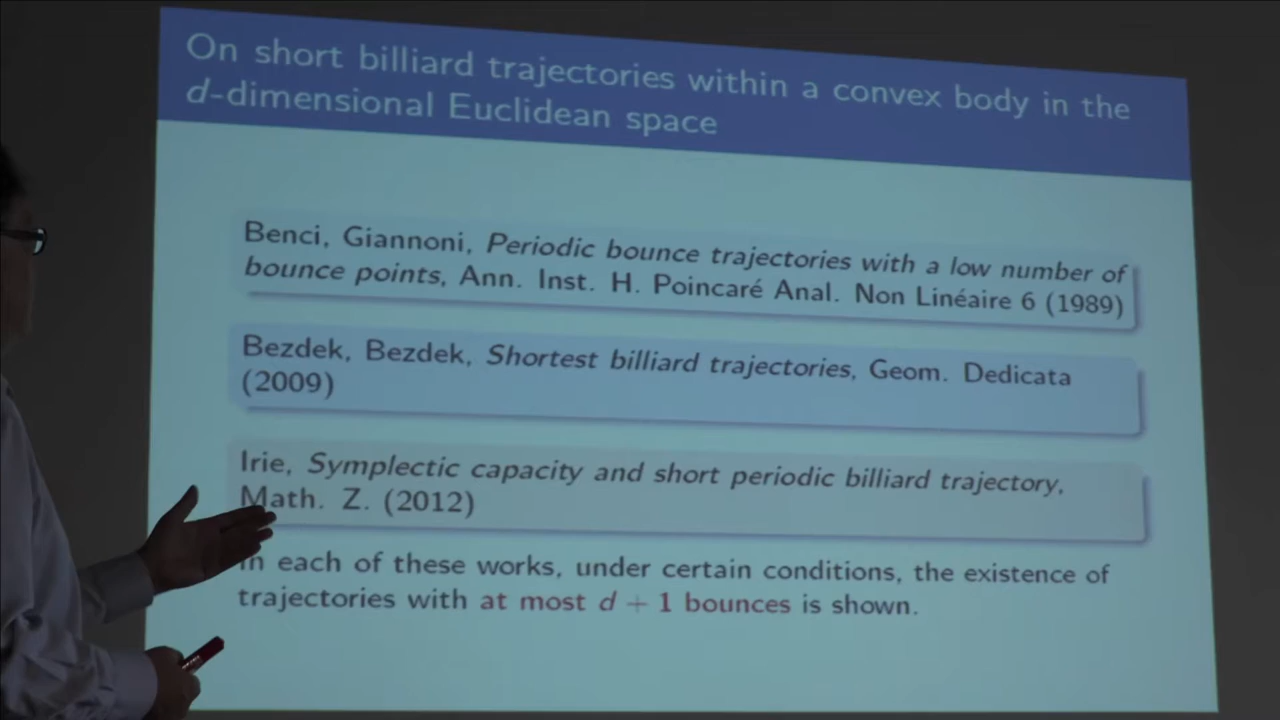 On short billiard trajectories within a convex body in the
d-dimensional Euclidean space
Benci, Giannoni, Periodic bounce trajectories with a low number of
bounce points, Ann. Inst. H. Poincaré Anal. Non Linéaire 6 (1989)
Bezdek, Bezdek, Shortest billiard trajectories, Geom. Dedicata
(2009)
Irie, Symplectic capacity and short periodic billiard trajectory,
Math. Z. (2012)
In each of these works, under certain conditions, the existence of
trajectories with at most d + 1 bounces is shown.